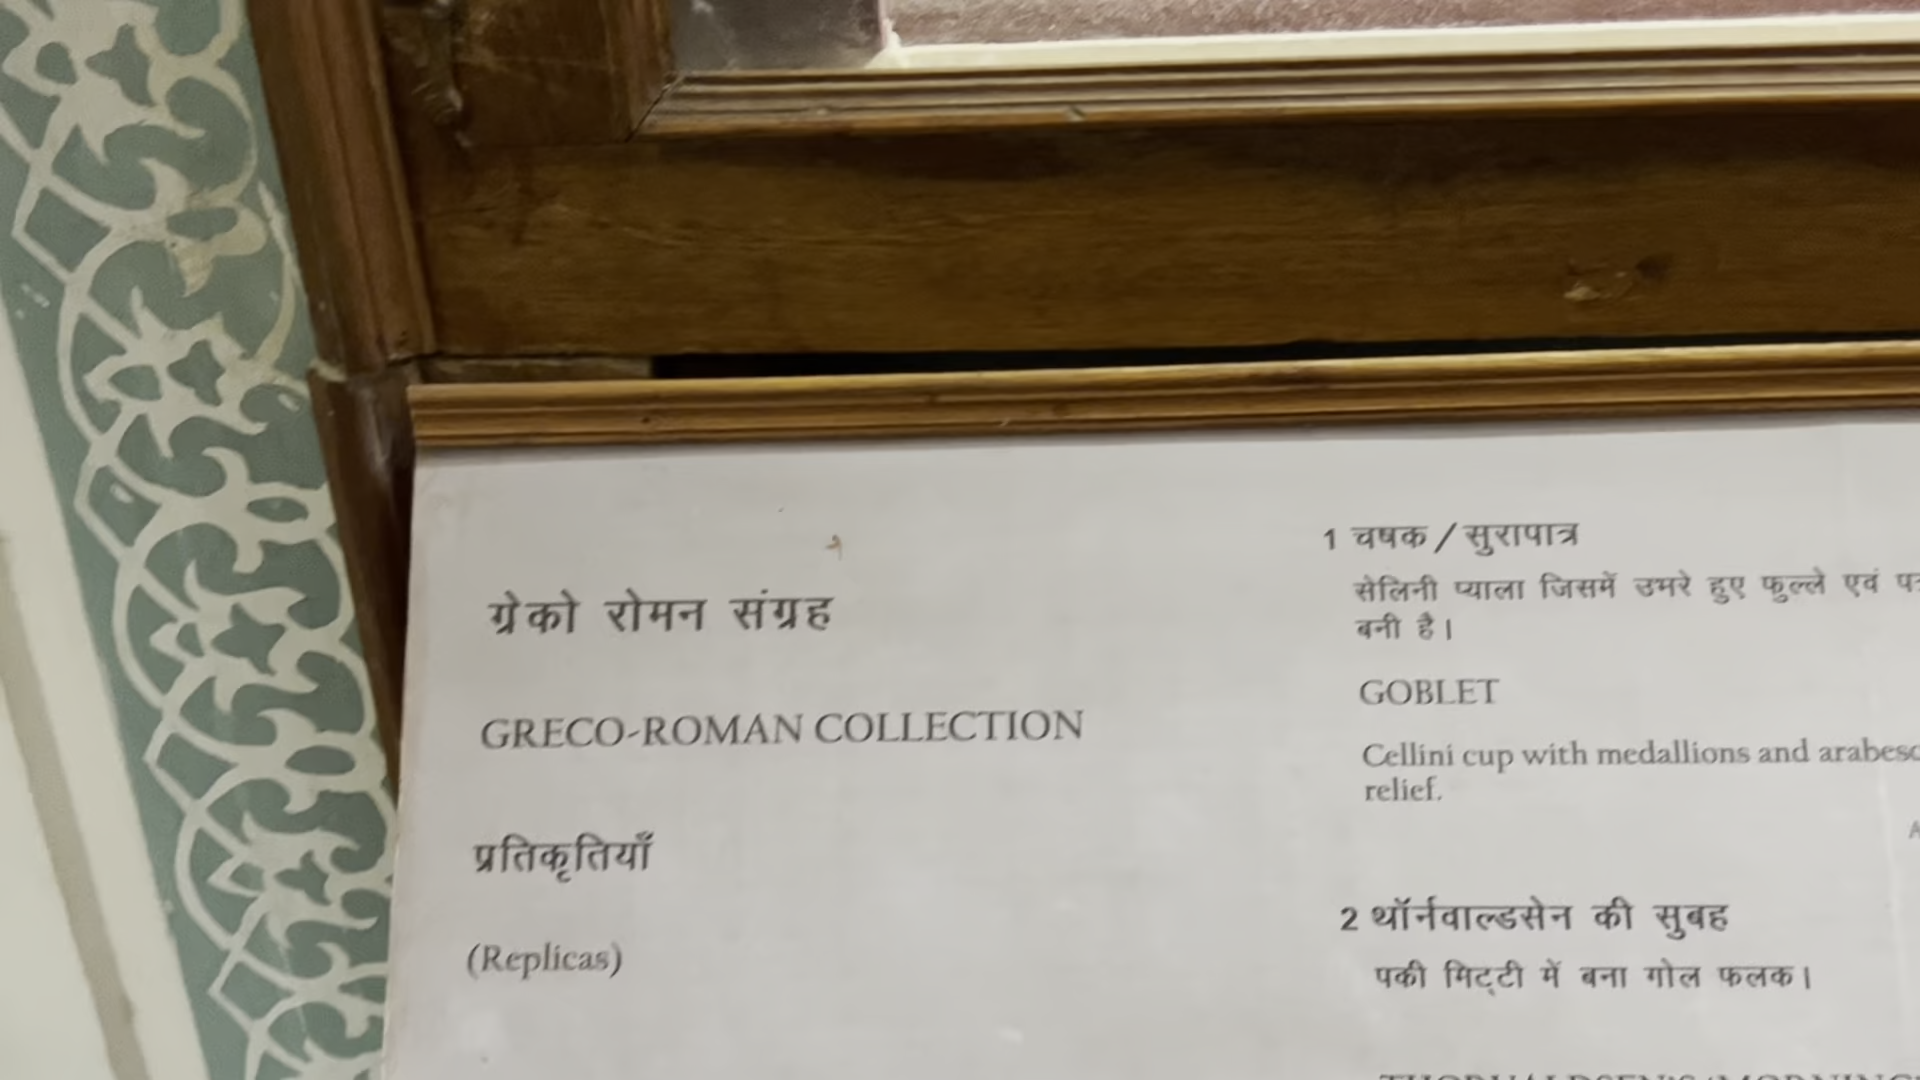 ग्रेको रोमन संग्रह
GRECO-ROMAN COLLECTION
प्रतिकृतियाँ
(Replicas)
1 चषक / सुरापात्र
सेलिनी प्याला जिसमें उभरे हुए फुल्ले एवं
बनी है।
GOBLET
Cellini cup with medallions and
relief.
2 थॉर्नवाल्डसेन की सुबह
पकी मिट्टी में बना गोल फलक।